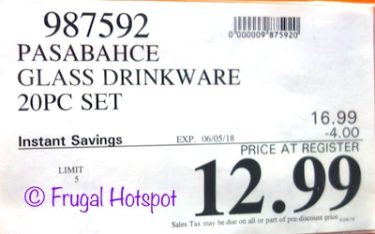 987592
0000009875920
PASABAHCE
GLASS DRINKWARE
20PC SET
16.99
Instant Savings EXP. 06/05/18 -4.00
PRICE AT REGISTER
LIMIT
5
12.99
© Frugal Hotspot
Sales Tax may be due on all or part of pre-discount price